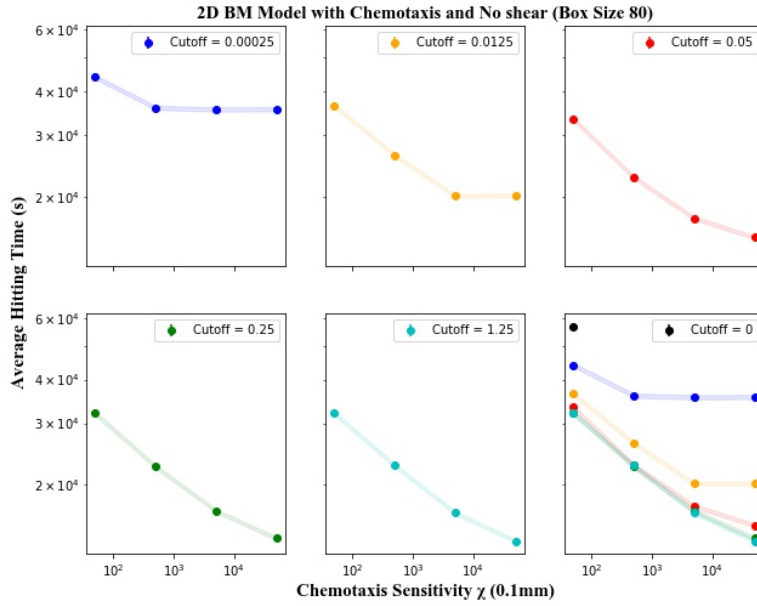 2D BM Model with Chemotaxis and No shear (Box Size 80)
6 × 10⁴
4 × 10⁴
3 × 10⁴
2 × 10⁴
Cutoff = 0.00025
Cutoff = 0.0125
Cutoff = 0.05
Average Hitting Time (s)
6 × 10⁴
4 × 10⁴
3 × 10⁴
2 × 10⁴
Cutoff = 0.25
Cutoff = 1.25
Cutoff = 0
10² 10³ 10⁴
10² 10³ 10⁴
10² 10³ 10⁴
Chemotaxis Sensitivity χ (0.1mm)